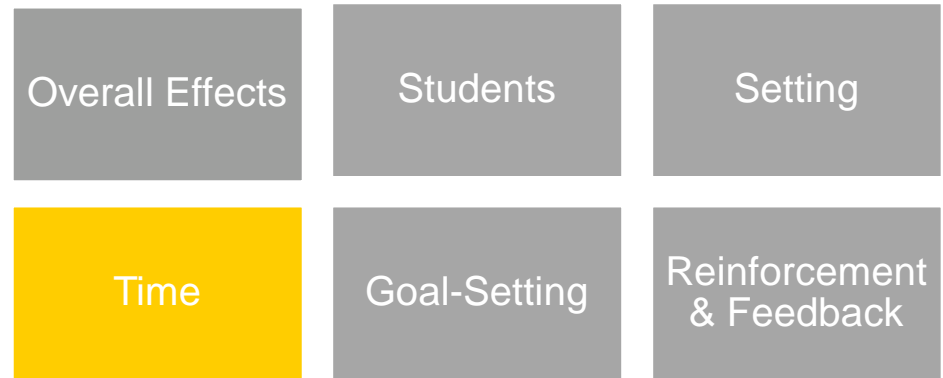 Overall Effects
Students
Setting
Time
Goal-Setting
Reinforcement
& Feedback